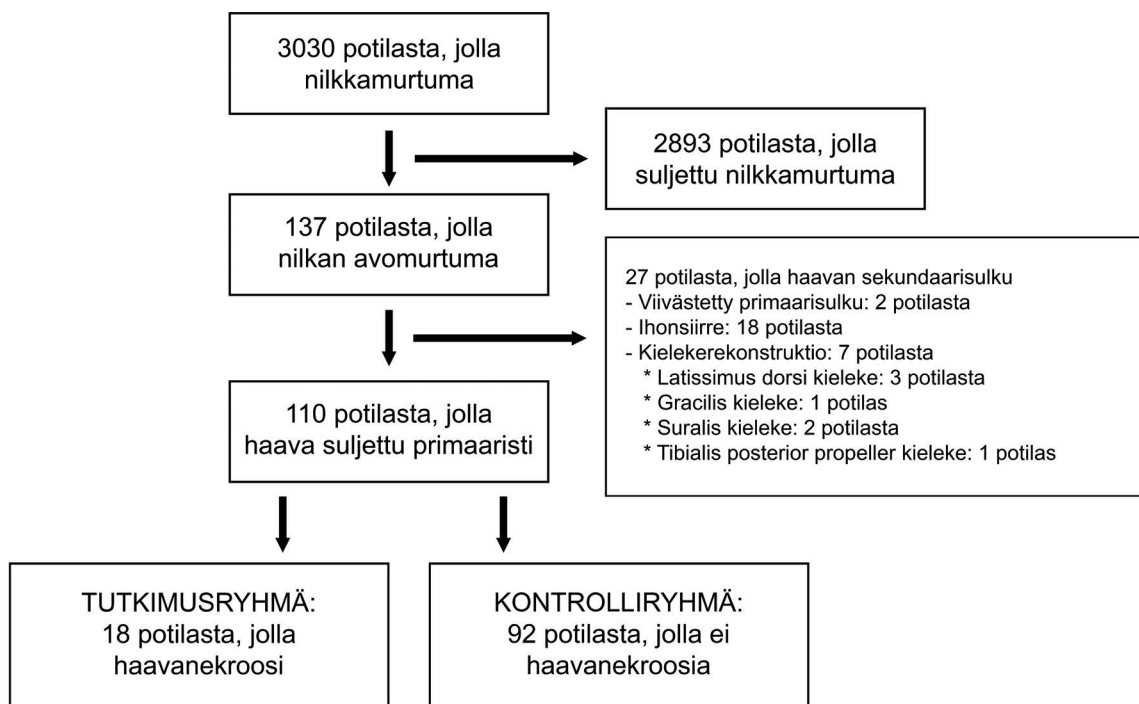 3030 potilasta, jolla
nilkkamurtuma
2893 potilasta, jolla
suljettu nilkkamurtuma
137 potilasta, jolla
nilkan avomurtuma
27 potilasta, jolla haavan sekundaarisulku
- Viivästetty primaarisulku: 2 potilasta
- Ihonsiirre: 18 potilasta
- Kielekerekonstruktio: 7 potilasta
* Latissimus dorsi kieleke: 3 potilasta
* Gracilis kieleke: 1 potilas
* Suralis kieleke: 2 potilasta
* Tibialis posterior propeller kieleke: 1 potilas
110 potilasta, jolla
haava suljettu primaaristi
TUTKIMUSRYHMÄ:
18 potilasta, jolla
haavanekroosi
KONTROLLIRYHMÄ:
92 potilasta, jolla ei
haavanekroosia